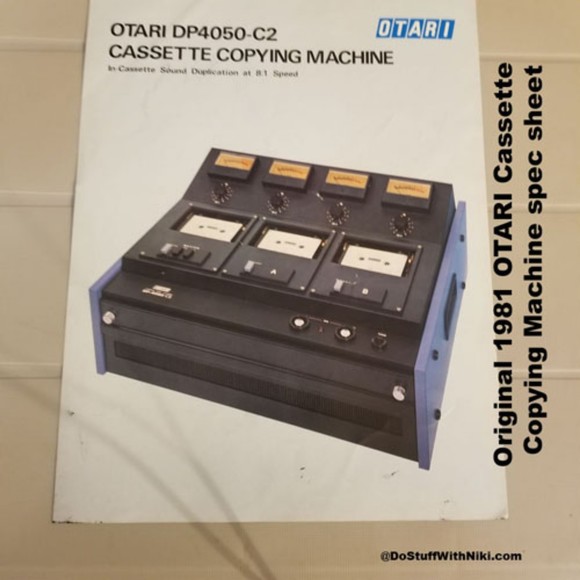 OTARI DP4050-C2
OTARI
CASSETTE COPYING MACHINE
In-Cassette Sound Duplication at 8:1 Speed
A
B
Original 1981 OTARI Cassette
Copying Machine spec sheet
@DoStuffWithNiki.com